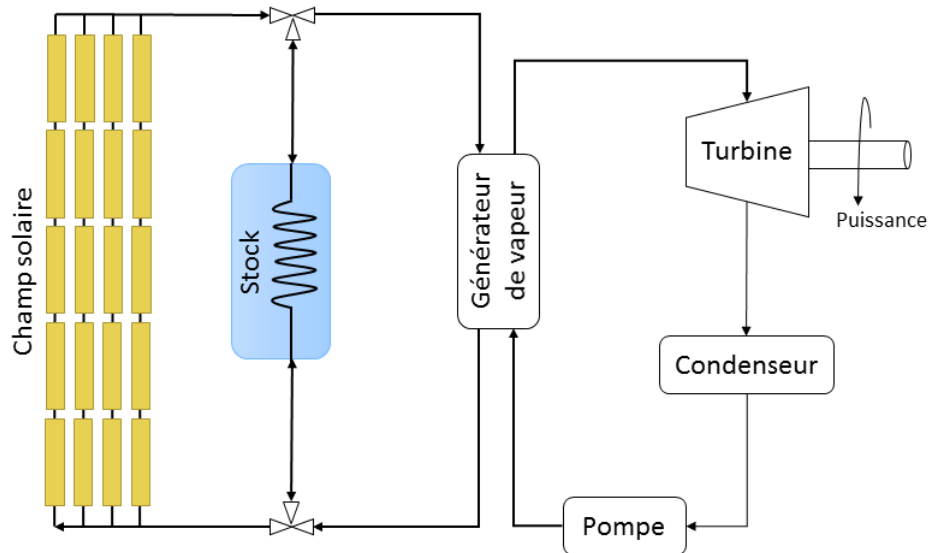 Champ solaire
Stock
Générateur
de vapeur
Turbine
Puissance
Condenseur
Pompe